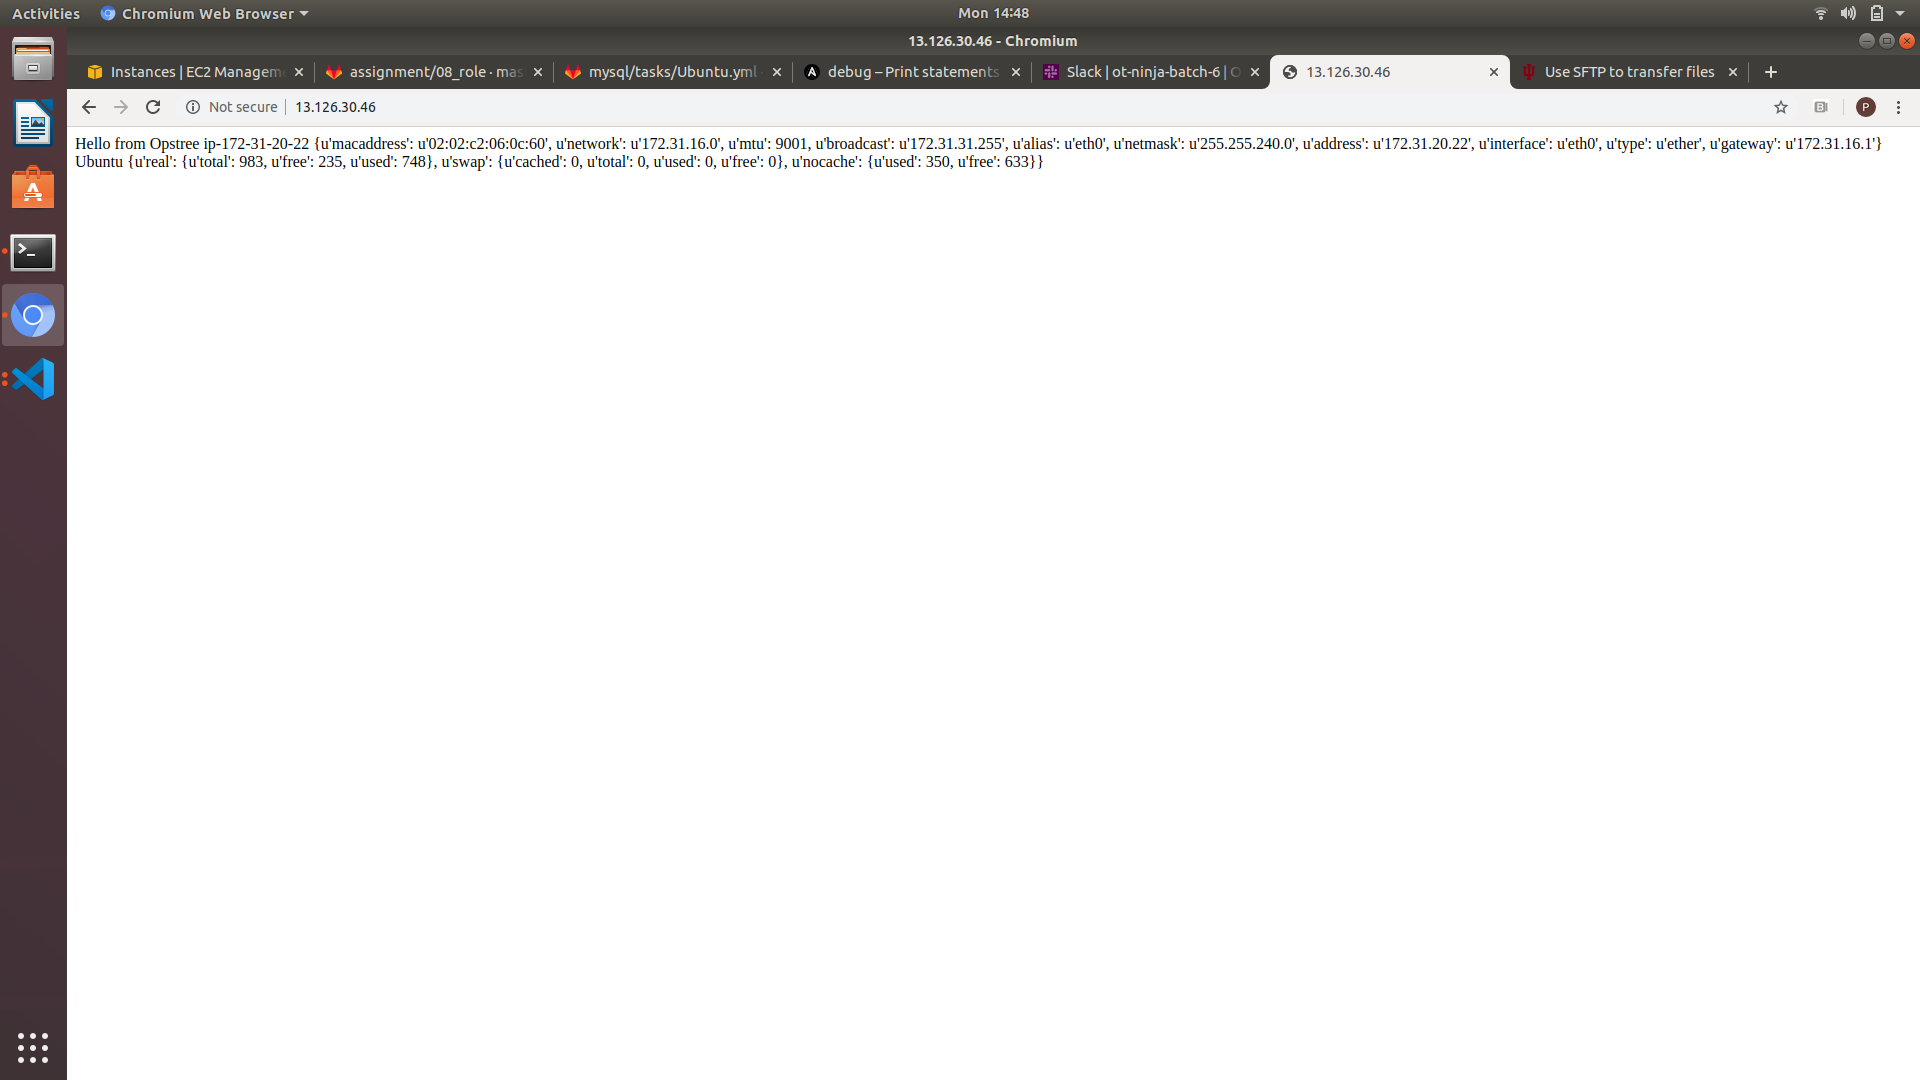 Activities Chromium Web Browser Mon 14:48
13.126.30.46 - Chromium
Instances | EC2 Managem assignment/08_role · mas mysql/tasks/Ubuntu.yml debug – Print statements Slack | ot-ninja-batch-6 | O 13.126.30.46 Use SFTP to transfer files
Not secure 13.126.30.46 P
Hello from Opstree ip-172-31-20-22 {u'macaddress': u'02:02:c2:06:0c:60', u'network': u'172.31.16.0', u'mtu': 9001, u'broadcast': u'172.31.31.255', u'alias': u'eth0', u'netmask': u'255.255.240.0', u'address': u'172.31.20.22', u'interface': u'eth0', u'type': u'ether', u'gateway': u'172.31.16.1'}
Ubuntu {u'real': {u'total': 983, u'free': 235, u'used': 748}, u'swap': {u'cached': 0, u'total': 0, u'used': 0, u'free': 0}, u'nocache': {u'used': 350, u'free': 633}}